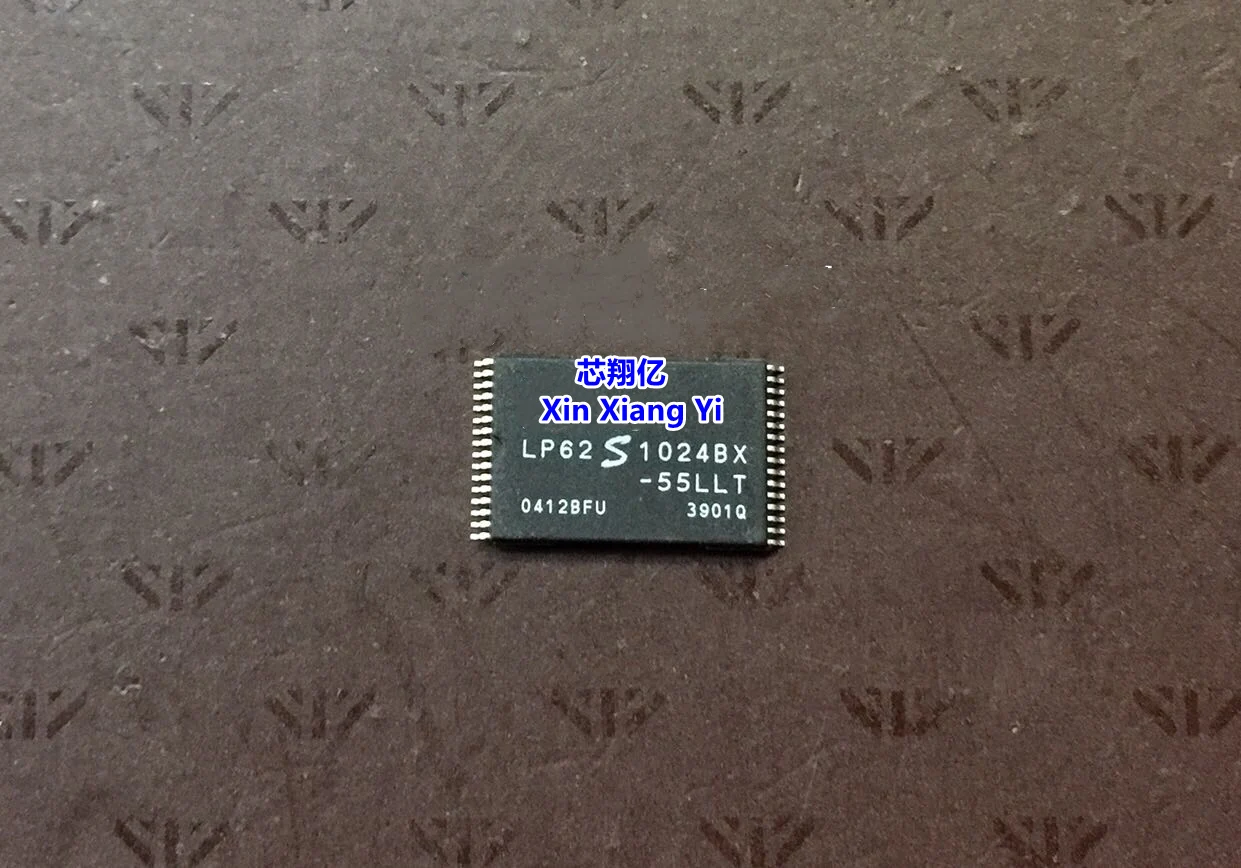 芯翔亿
Xin Xiang Yi
LP62S1024BX
-55LLT
0412BFU 3901Q